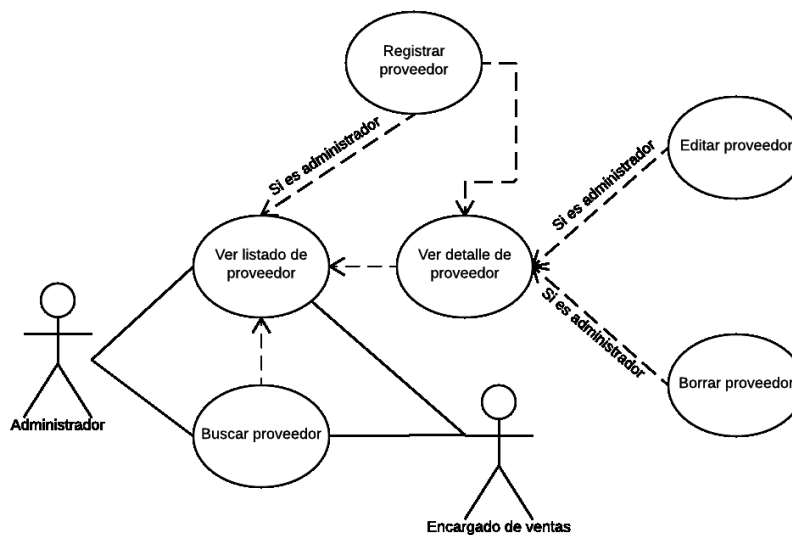 Registrar
proveedor
Si es administrador
Editar proveedor
Si es administrador
Ver listado de
proveedor
Ver detalle de
proveedor
Si es administrador
Borrar proveedor
Administrador
Buscar proveedor
Encargado de ventas